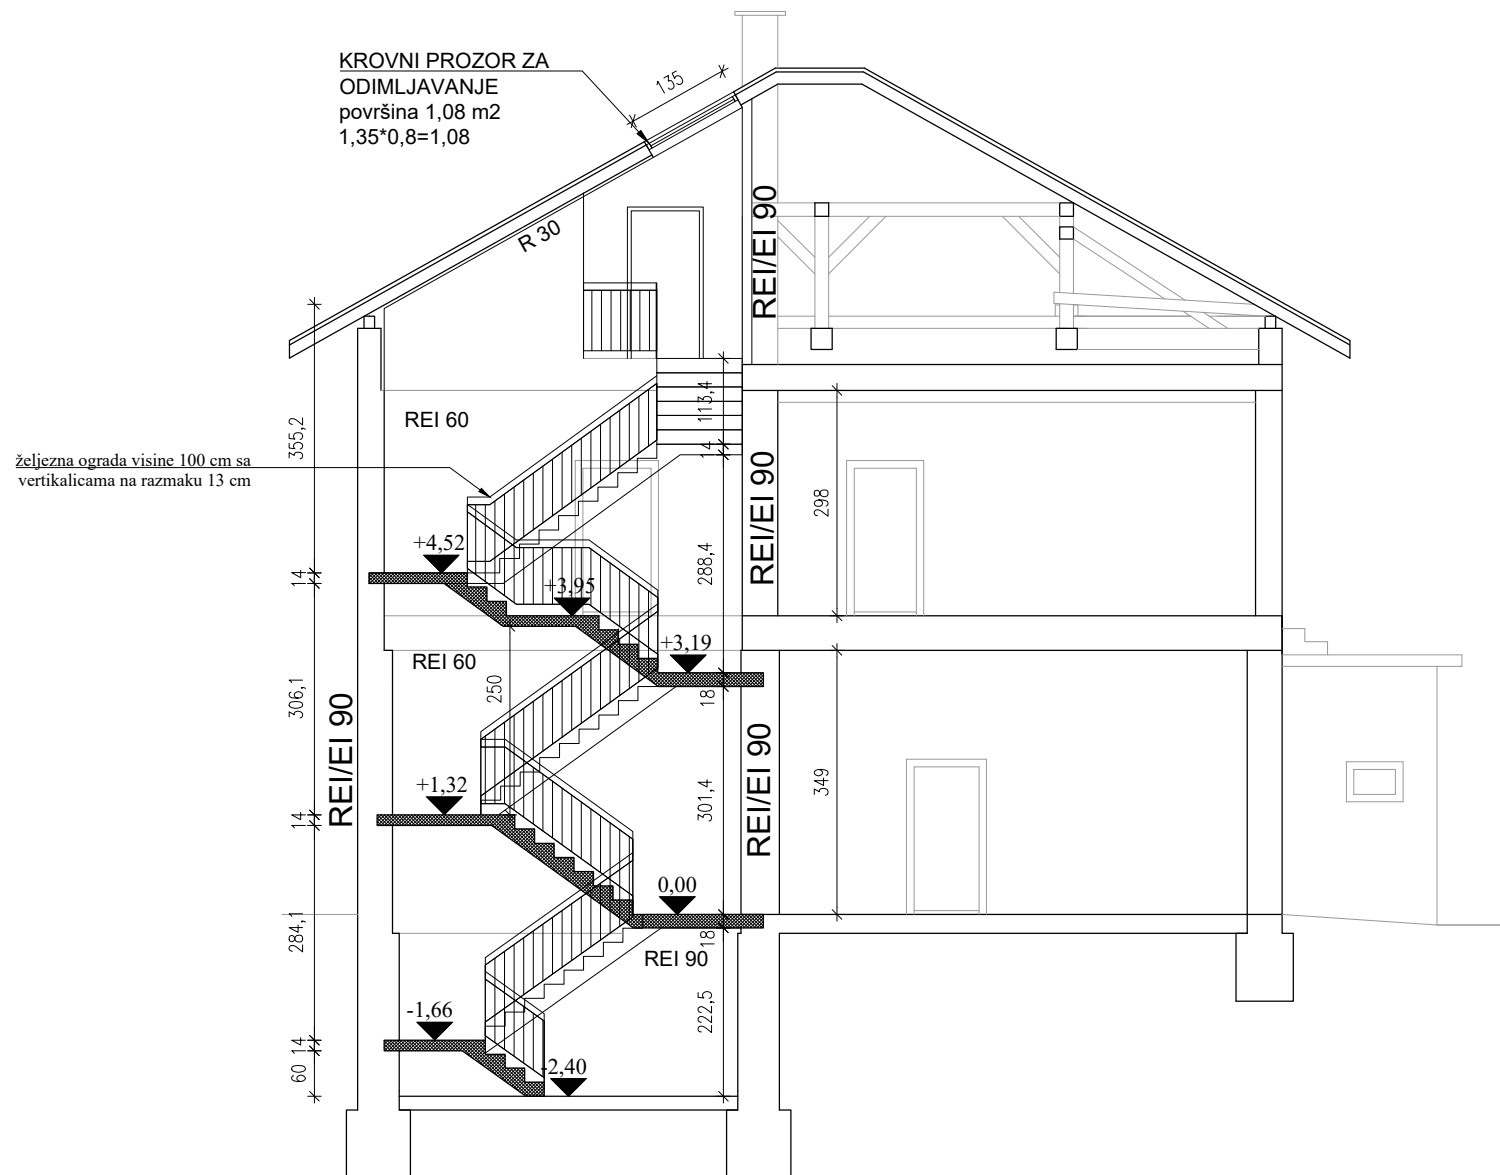 KROVNI PROZOR ZA
ODIMLJAVANJE
površina 1,08 m2
1,35*0,8=1,08
135
R 30
REI/EI 90
REI 60
355,2
113,4
14
željezna ograda visine 100 cm sa
vertikalicama na razmaku 13 cm
REI/EI 90
298
288,4
+4,52
14
+3,95
+3,19
REI 60
250
18
306,1
REI/EI 90
+1,32
14
301,4
REI/EI 90
349
0,00
284,1
18
REI 90
-1,66
222,5
14
60
-2,40